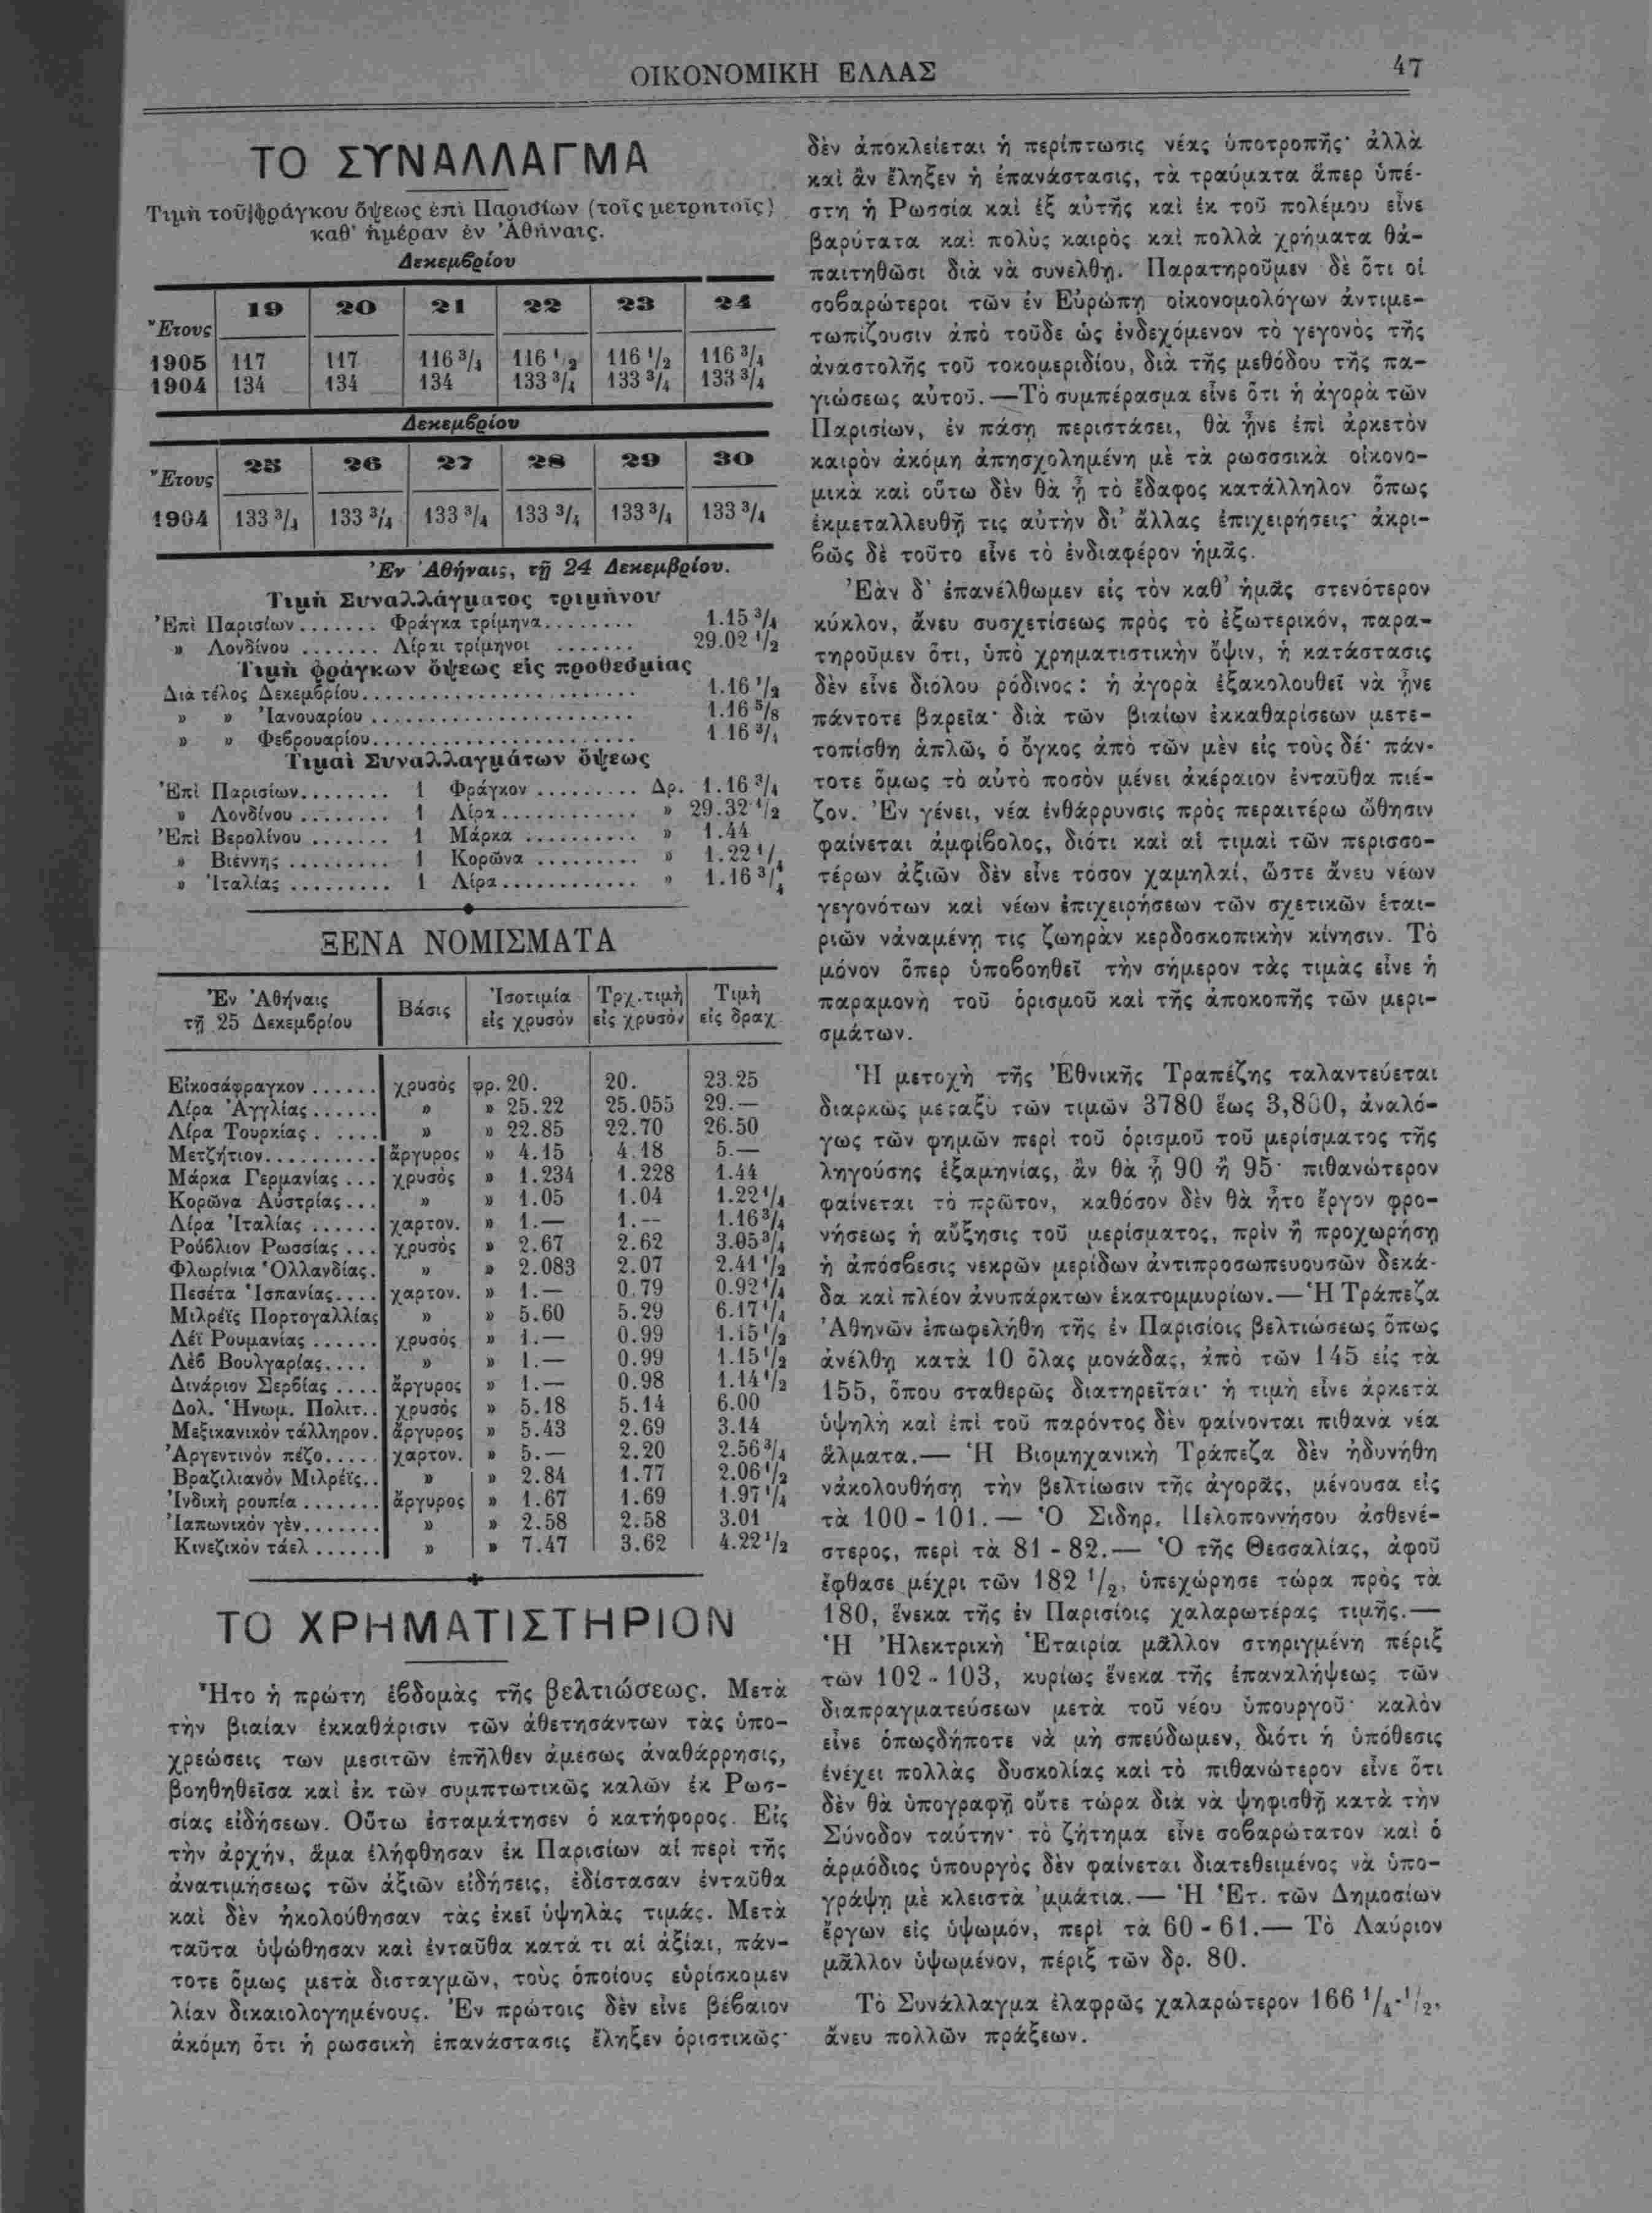 ΟΙΚΟΝΟΜΙΚΗ ΕΛΛΑΣ 47
ΤΟ ΣΥΝΑΛΛΑΓΜΑ
Τιμὴ τοῦ φράγκου ὄψεως ἐπὶ Παρισίων (τοῖς μετρητοῖς)
καθ' ἡμέραν ἐν Ἀθήναις.
Δεκεμβρίου
Ἔτους 19 20 21 22 23 24
1905 117 117 116 3/4 116 1/2 116 1/2 116 3/4
1904 134 134 134 133 3/4 133 3/4 133 3/4
Δεκεμβρίου
Ἔτους 25 26 27 28 29 30
1904 133 3/4 133 3/4 133 3/4 133 3/4 133 3/4 133 3/4
Ἐν Ἀθήναις, τῇ 24 Δεκεμβρίου.
Τιμὴ Συναλλάγματος τριμήνου
Ἐπὶ Παρισίων....... Φράγκα τρίμηνα......... 1.15 3/4
» Λονδίνου ....... Λίραι τρίμηνοι ....... 29.02 1/2
Τιμὴ φράγκων ὄψεως εἰς προθεσμίας
Διὰ τέλος Δεκεμβρίου........................ 1.16 1/2
» » Ἰανουαρίου ........................ 1.16 5/8
» » Φεβρουαρίου........................ 1 16 3/4
Τιμαὶ Συναλλαγμάτων ὄψεως
Ἐπὶ Παρισίων........ 1 Φράγκον ......... Δρ. 1.16 3/4
» Λονδίνου ........ 1 Λίρα............ » 29.32 1/2
Ἐπὶ Βερολίνου ....... 1 Μάρκα .......... » 1.44
» Βιέννης ......... 1 Κορῶνα ......... » 1.22 1/4
» Ἰταλίας ......... 1 Λίρα............ » 1.16 3/4
ΞΕΝΑ ΝΟΜΙΣΜΑΤΑ
Ἐν Ἀθήναις Βάσις Ἰσοτιμία Τρχ.τιμὴ Τιμὴ
τῇ 25 Δεκεμβρίου εἰς χρυσὸν εἰς χρυσὸν εἰς δραχ.
Εἰκοσάφραγκον ...... χρυσὸς φρ. 20. 20. 23.25
Λίρα Ἀγγλίας...... » » 25.22 25.055 29.—
Λίρα Τουρκίας. .... » » 22.85 22.70 26.50
Μετζήτιον.......... ἄργυρος » 4.15 4.18 5.—
Μάρκα Γερμανίας ... χρυσὸς » 1.234 1.228 1.44
Κορῶνα Αὐστρίας... » » 1.05 1.04 1.22 1/4
Λίρα Ἰταλίας ...... χαρτον. » 1.— 1.— 1.16 3/4
Ρούβλιον Ρωσσίας ... χρυσὸς » 2.67 2.62 3.05 3/4
Φλωρίνια Ὁλλανδίας. » » 2.083 2.07 2.41 1/2
Πεσέτα Ἱσπανίας.... χαρτον. » 1.— 0.79 0.92 1/4
Μιλρέϊς Πορτογαλλίας » » 5.60 5.29 6.17 1/4
Λέϊ Ρουμανίας ...... χρυσὸς » 1.— 0.99 1.15 1/2
Λέβ Βουλγαρίας.... » » 1.— 0.99 1.15 1/2
Δινάριον Σερβίας .... ἄργυρος » 1.— 0.98 1.14 1/2
Δολ. Ἡνωμ. Πολιτ.. χρυσὸς » 5.18 5.14 6.00
Μεξικανικὸν τάλληρον. ἄργυρος » 5.43 2.69 3.14
Ἀργεντινὸν πέζο..... χαρτον. » 5.— 2.20 2.56 3/4
Βραζιλιανὸν Μιλρέϊς.. » » 2.84 1.77 2.06 1/2
Ἰνδικὴ ρουπία ....... ἄργυρος » 1.67 1.69 1.97 1/4
Ἰαπωνικὸν γὲν....... » » 2.58 2.58 3.01
Κινεζικὸν τάελ ...... » » 7.47 3.62 4.22 1/2
ΤΟ ΧΡΗΜΑΤΙΣΤΗΡΙΟΝ
Ἦτο ἡ πρώτη ἑβδομὰς τῆς βελτιώσεως. Μετὰ
τὴν βιαίαν ἐκκαθάρισιν τῶν ἀθετησάντων τὰς ὑπο-
χρεώσεις των μεσιτῶν ἐπῆλθεν ἀμεσως ἀναθάρρησις,
βοηθηθεῖσα καὶ ἐκ τῶν συμπτωτικῶς καλῶν ἐκ Ρωσ-
σίας εἰδήσεων. Οὕτω ἐσταμάτησεν ὁ κατήφορος. Εἰς
τὴν ἀρχήν, ἅμα ἐλήφθησαν ἐκ Παρισίων αἱ περὶ τῆς
ἀνατιμήσεως τῶν ἀξιῶν εἰδήσεις, ἐδίστασαν ἐνταῦθα
καὶ δὲν ἠκολούθησαν τὰς ἐκεῖ ὑψηλὰς τιμάς. Μετὰ
ταῦτα ὑψώθησαν καὶ ἐνταῦθα κατά τι αἱ ἀξίαι, πάν-
τοτε ὅμως μετὰ δισταγμῶν, τοὺς ὁποίους εὑρίσκομεν
λίαν δικαιολογημένους. Ἐν πρώτοις δὲν εἶνε βέβαιον
ἀκόμη ὅτι ἡ ρωσσικὴ ἐπανάστασις ἔληξεν ὁριστικῶς·
δὲν ἀποκλείεται ἡ περίπτωσις νέας ὑποτροπῆς· ἀλλὰ
καὶ ἂν ἔληξεν ἡ ἐπανάστασις, τὰ τραύματα ἅπερ ὑπέ-
στη ἡ Ρωσσία καὶ ἐξ αὐτῆς καὶ ἐκ τοῦ πολέμου εἶνε
βαρύτατα καὶ πολὺς καιρὸς καὶ πολλὰ χρήματα θἀ-
παιτηθῶσι διὰ νὰ συνέλθῃ. Παρατηροῦμεν δὲ ὅτι οἱ
σοβαρώτεροι τῶν ἐν Εὐρώπῃ οἰκονομολόγων ἀντιμε-
τωπίζουσιν ἀπὸ τοῦδε ὡς ἐνδεχόμενον τὸ γεγονὸς τῆς
ἀναστολῆς τοῦ τοκομεριδίου, διὰ τῆς μεθόδου τῆς πα-
γιώσεως αὐτοῦ.—Τὸ συμπέρασμα εἶνε ὅτι ἡ ἀγορὰ τῶν
Παρισίων, ἐν πάσῃ περιστάσει, θὰ ἦνε ἐπὶ ἀρκετὸν
καιρὸν ἀκόμη ἀπησχολημένη μὲ τὰ ρωσσσικὰ οἰκονο-
μικὰ καὶ οὕτω δὲν θὰ ᾖ τὸ ἔδαφος κατάλληλον ὅπως
ἐκμεταλλευθῇ τις αὐτὴν δι' ἄλλας ἐπιχειρήσεις· ἀκρι-
βῶς δὲ τοῦτο εἶνε τὸ ἐνδιαφέρον ἡμᾶς.
Ἐὰν δ' ἐπανέλθωμεν εἰς τὸν καθ' ἡμᾶς στενότερον
κύκλον, ἄνευ συσχετίσεως πρὸς τὸ ἐξωτερικόν, παρα-
τηροῦμεν ὅτι, ὑπὸ χρηματιστικὴν ὄψιν, ἡ κατάστασις
δὲν εἶνε διόλου ρόδινος: ἡ ἀγορὰ ἐξακολουθεῖ νὰ ἦνε
πάντοτε βαρεῖα· διὰ τῶν βιαίων ἐκκαθαρίσεων μετε-
τοπίσθη ἁπλῶς ὁ ὄγκος ἀπὸ τῶν μὲν εἰς τοὺς δέ· πάν-
τοτε ὅμως τὸ αὐτὸ ποσὸν μένει ἀκέραιον ἐνταῦθα πιέ-
ζον. Ἐν γένει, νέα ἐνθάρρυνσις πρὸς περαιτέρω ὤθησιν
φαίνεται ἀμφίβολος, διότι καὶ αἱ τιμαὶ τῶν περισσο-
τέρων ἀξιῶν δὲν εἶνε τόσον χαμηλαί, ὥστε ἄνευ νέων
γεγονότων καὶ νέων ἐπιχειρήσεων τῶν σχετικῶν ἑται-
ριῶν νἀναμένῃ τις ζωηρὰν κερδοσκοπικὴν κίνησιν. Τὸ
μόνον ὅπερ ὑποβοηθεῖ τὴν σήμερον τὰς τιμὰς εἶνε ἡ
παραμονὴ τοῦ ὁρισμοῦ καὶ τῆς ἀποκοπῆς τῶν μερι-
σμάτων.
Ἡ μετοχὴ τῆς Ἐθνικῆς Τραπέζης ταλαντεύεται
διαρκῶς μεταξὺ τῶν τιμῶν 3780 ἕως 3,800, ἀναλό-
γως τῶν φημῶν περὶ τοῦ ὁρισμοῦ τοῦ μερίσματος τῆς
ληγούσης ἑξαμηνίας, ἂν θὰ ᾖ 90 ἢ 95· πιθανώτερον
φαίνεται τὸ πρῶτον, καθόσον δὲν θὰ ἦτο ἔργον φρο-
νήσεως ἡ αὔξησις τοῦ μερίσματος, πρὶν ἢ προχωρήσῃ
ἡ ἀπόσβεσις νεκρῶν μερίδων ἀντιπροσωπευουσῶν δεκά-
δα καὶ πλέον ἀνυπάρκτων ἑκατομμυρίων.—Ἡ Τράπεζα
Ἀθηνῶν ἐπωφελήθη τῆς ἐν Παρισίοις βελτιώσεως ὅπως
ἀνέλθῃ κατὰ 10 ὅλας μονάδας, ἀπὸ τῶν 145 εἰς τὰ
155, ὅπου σταθερῶς διατηρεῖται· ἡ τιμὴ εἶνε ἀρκετὰ
ὑψηλὴ καὶ ἐπὶ τοῦ παρόντος δὲν φαίνονται πιθανὰ νέα
ἅλματα.— Ἡ Βιομηχανικὴ Τράπεζα δὲν ἠδυνήθη
νἀκολουθήσῃ τὴν βελτίωσιν τῆς ἀγορᾶς, μένουσα εἰς
τὰ 100 - 101.— Ὁ Σιδηρ. Πελοποννήσου ἀσθενέ-
στερος, περὶ τὰ 81 - 82.— Ὁ τῆς Θεσσαλίας, ἀφοῦ
ἔφθασε μέχρι τῶν 182 1/2, ὑπεχώρησε τώρα πρὸς τὰ
180, ἕνεκα τῆς ἐν Παρισίοις χαλαρωτέρας τιμῆς.—
Ἡ Ἠλεκτρικὴ Ἑταιρία μᾶλλον στηριγμένη πέριξ
τῶν 102 - 103, κυρίως ἕνεκα τῆς ἐπαναλήψεως τῶν
διαπραγματεύσεων μετὰ τοῦ νέου ὑπουργοῦ· καλὸν
εἶνε ὁπωςδήποτε νὰ μὴ σπεύδωμεν, διότι ἡ ὑπόθεσις
ἐνέχει πολλὰς δυσκολίας καὶ τὸ πιθανώτερον εἶνε ὅτι
δὲν θὰ ὑπογραφῇ οὔτε τώρα διὰ νὰ ψηφισθῇ κατὰ τὴν
Σύνοδον ταύτην· τὸ ζήτημα εἶνε σοβαρώτατον καὶ ὁ
ἁρμόδιος ὑπουργὸς δὲν φαίνεται διατεθειμένος νὰ ὑπο-
γράψῃ μὲ κλειστὰ 'μμάτια.— Ἡ Ἑτ. τῶν Δημοσίων
ἔργων εἰς ὑψωμόν, περὶ τὰ 60 - 61.— Τὸ Λαύριον
μᾶλλον ὑψωμένον, πέριξ τῶν δρ. 80.
Τὸ Συνάλλαγμα ἐλαφρῶς χαλαρώτερον 166 1/4-1/2,
ἄνευ πολλῶν πράξεων.